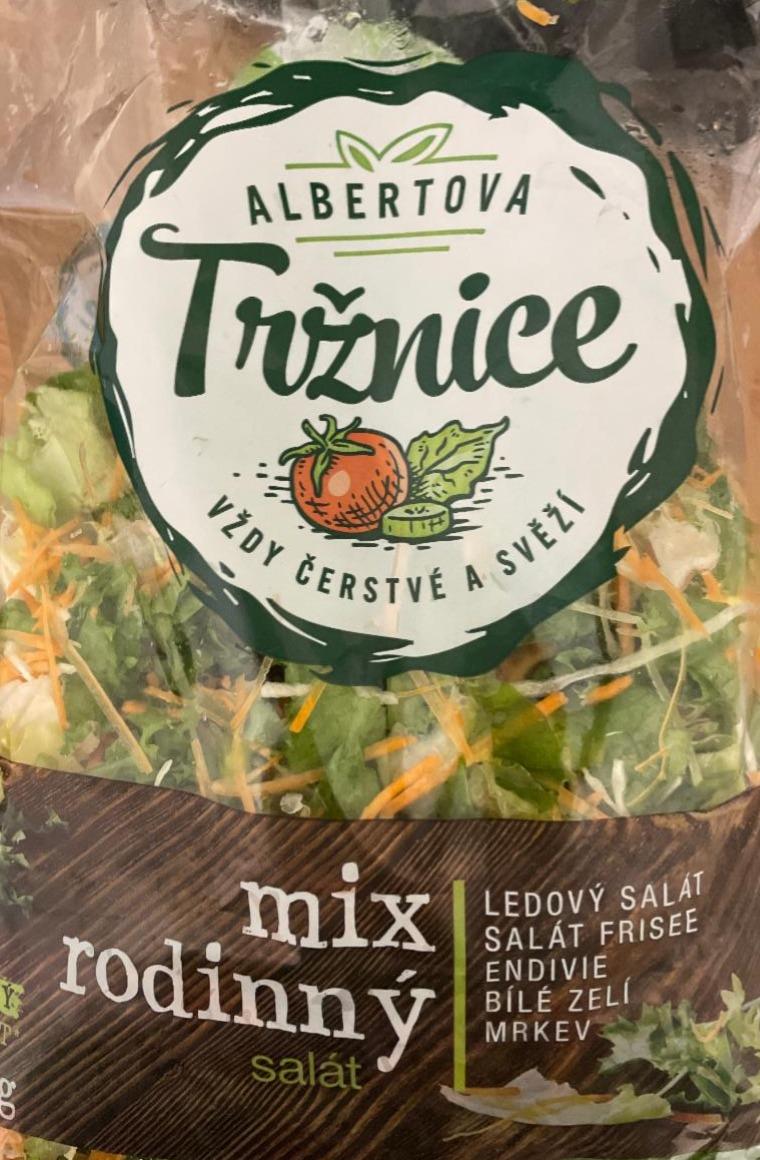 ALBERTOVA
Tržnice
VŽDY ČERSTVÉ A SVĚŽÍ
mix
rodinný
salát
LEDOVÝ SALÁT
SALÁT FRISEE
ENDIVIE
BÍLÉ ZELÍ
MRKEV